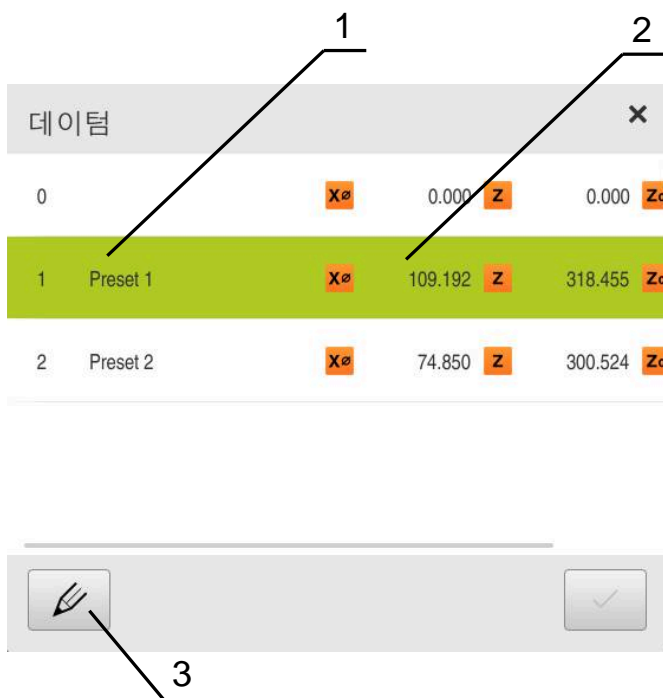 1
2
데이텀
0 X⌀ 0.000 Z 0.000
1 Preset 1 X⌀ 109.192 Z 318.455
2 Preset 2 X⌀ 74.850 Z 300.524
3